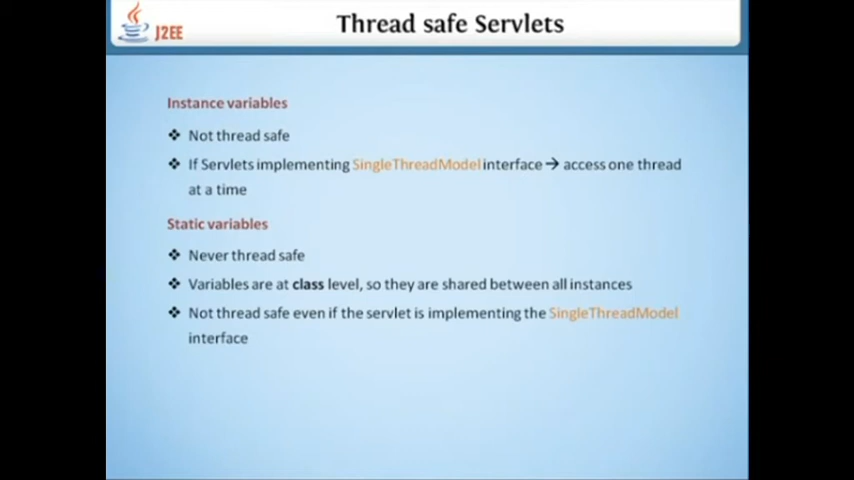 J2EE
Thread safe Servlets
Instance variables
❖ Not thread safe
❖ If Servlets implementing SingleThreadModel interface → access one thread
at a time
Static variables
❖ Never thread safe
❖ Variables are at class level, so they are shared between all instances
❖ Not thread safe even if the servlet is implementing the SingleThreadModel
interface